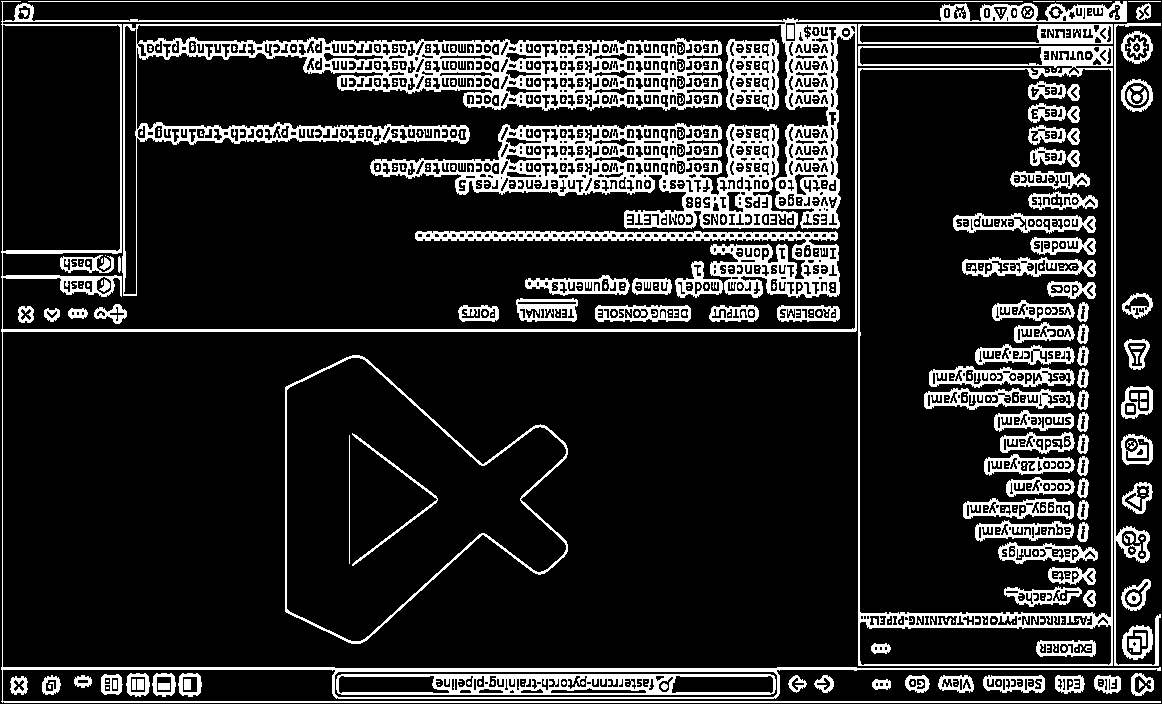 File Edit Selection View Go ...
fasterrcnn-pytorch-training-pipeline
EXPLORER
FASTERRCNN-PYTORCH-TRAINING-PIPELI...
__pycache__
data
data_configs
! aquarium.yaml
! buggy_data.yaml
! coco.yaml
! coco128.yaml
! gtsdb.yaml
! smoke.yaml
! test_image_config.yaml
! test_video_config.yaml
! trash_icra.yaml
! voc.yaml
! vscode.yaml
docs
example_test_data
models
notebook_examples
outputs
inference
res_1
res_2
res_3
res_4
res_5
OUTLINE
TIMELINE
PROBLEMS OUTPUT DEBUG CONSOLE TERMINAL PORTS
Building from model name arguments...
Test instances: 1
Image 1 done...
TEST PREDICTIONS COMPLETE
Average FPS: 1.588
Path to output files: outputs/inference/res_5
(venv) (base) user@ubuntu-workstation:~/Documents/faste
(venv) (base) user@ubuntu-workstation:~/
(venv) (base) user@ubuntu-workstation:~/ Documents/fasterrcnn-pytorch-training-p
1
(venv) (base) user@ubuntu-workstation:~/Docu
(venv) (base) user@ubuntu-workstation:~/Documents/fasterrcn
(venv) (base) user@ubuntu-workstation:~/Documents/fasterrcnn-py
(venv) (base) user@ubuntu-workstation:~/Documents/fasterrcnn-pytorch-training-pipel
ine$
bash
bash
main* 0 0 0